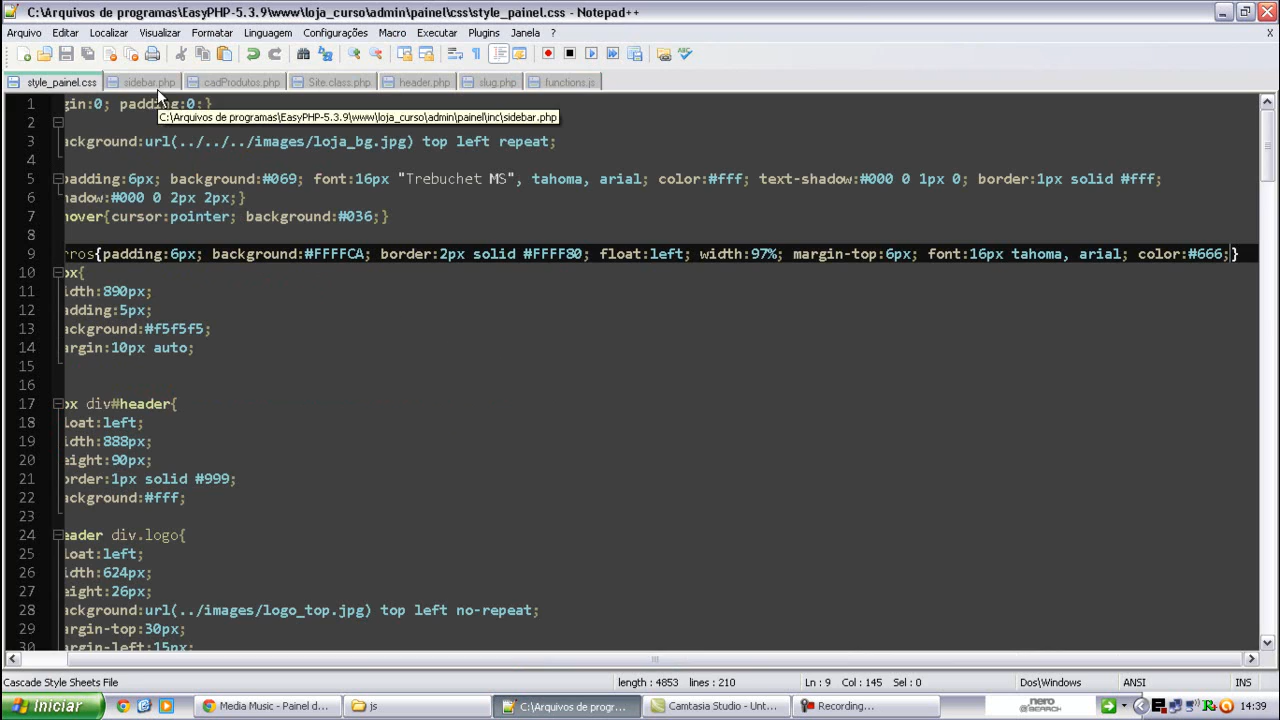 C:\Arquivos de programas\EasyPHP-5.3.9\www\loja_curso\admin\painel\css\style_painel.css - Notepad++
Arquivo Editar Localizar Visualizar Formatar Linguagem Configurações Macro Executar Plugins Janela ? X
style_painel.css sidebar.php cadProdutos.php Site.class.php header.php slug.php functions.js
1 gin:0; padding:0;}
C:\Arquivos de programas\EasyPHP-5.3.9\www\loja_curso\admin\painel\inc\sidebar.php
2
3 ackground:url(../../../images/loja_bg.jpg) top left repeat;
4
5 padding:6px; background:#069; font:16px "Trebuchet MS", tahoma, arial; color:#fff; text-shadow:#000 0 1px 0; border:1px solid #fff;
6 hadow:#000 0 2px 2px;}
7 hover{cursor:pointer; background:#036;}
8
9 rros{padding:6px; background:#FFFFCA; border:2px solid #FFFF80; float:left; width:97%; margin-top:6px; font:16px tahoma, arial; color:#666;}
10 ox{
11 idth:890px;
12 adding:5px;
13 ackground:#f5f5f5;
14 argin:10px auto;
15
16
17 ox div#header{
18 loat:left;
19 idth:888px;
20 eight:90px;
21 order:1px solid #999;
22 ackground:#fff;
23
24 eader div.logo{
25 loat:left;
26 idth:624px;
27 eight:26px;
28 ackground:url(../images/logo_top.jpg) top left no-repeat;
29 argin-top:30px;
30 argin-left:15px;
Cascade Style Sheets File length : 4853 lines : 210 Ln : 9 Col : 145 Sel : 0 Dos\Windows ANSI INS
Iniciar Media Music - Painel d... js C:\Arquivos de progr... Camtasia Studio - Unt... Recording... nero SEARCH 14:39